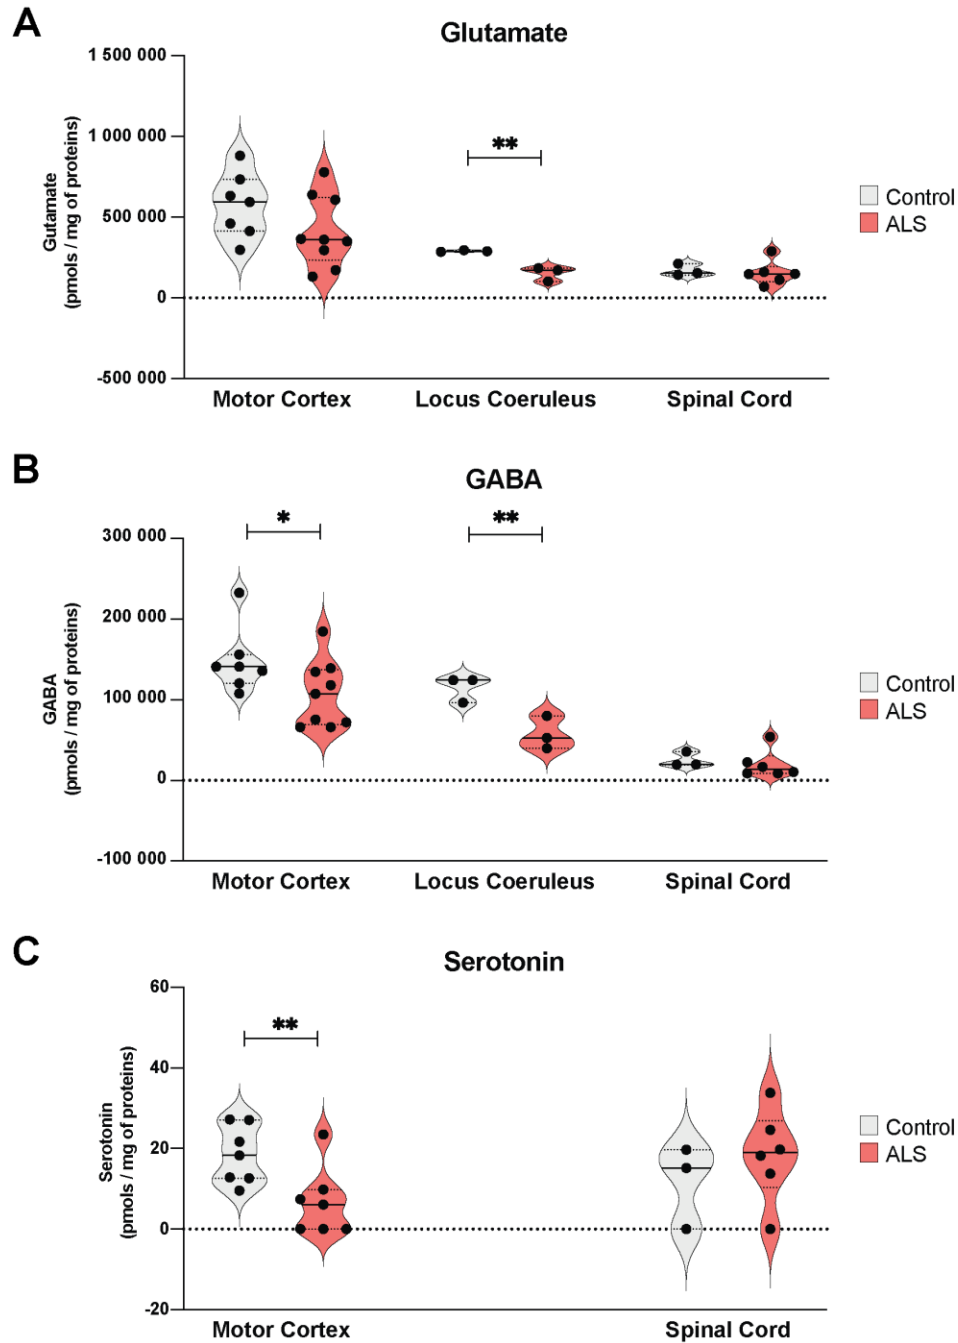 A
Glutamate
1 500 000
1 000 000
500 000
0
-500 000
Gutamate
(pmols / mg of proteins)
**
Control
ALS
Motor Cortex
Locus Coeruleus
Spinal Cord
B
GABA
300 000
200 000
100 000
0
-100 000
GABA
(pmols / mg of proteins)
*
**
Control
ALS
Motor Cortex
Locus Coeruleus
Spinal Cord
C
Serotonin
60
40
20
0
-20
Serotonin
(pmols / mg of proteins)
**
Control
ALS
Motor Cortex
Spinal Cord